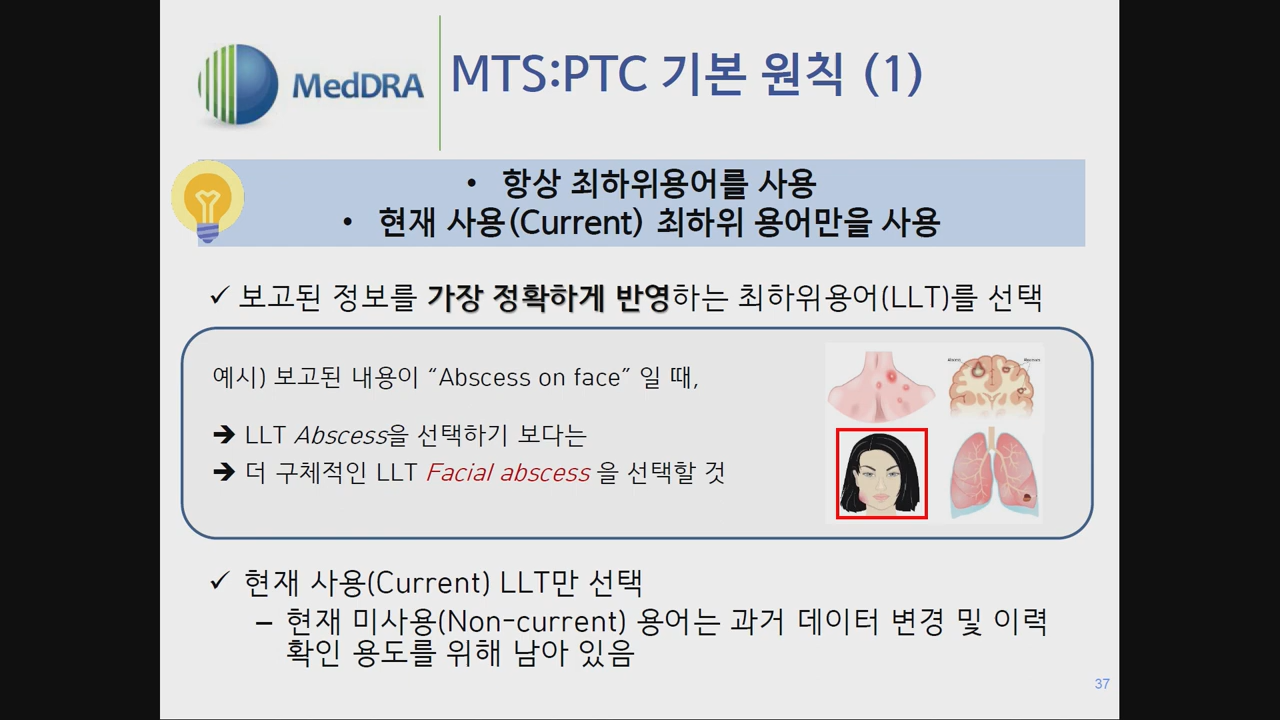 MedDRA
MTS:PTC 기본 원칙 (1)
• 항상 최하위용어를 사용
• 현재 사용(Current) 최하위 용어만을 사용
✓ 보고된 정보를 가장 정확하게 반영하는 최하위용어(LLT)를 선택
예시) 보고된 내용이 “Abscess on face” 일 때,
➔ LLT Abscess을 선택하기 보다는
➔ 더 구체적인 LLT Facial abscess 을 선택할 것
✓ 현재 사용(Current) LLT만 선택
– 현재 미사용(Non-current) 용어는 과거 데이터 변경 및 이력
확인 용도를 위해 남아 있음
37